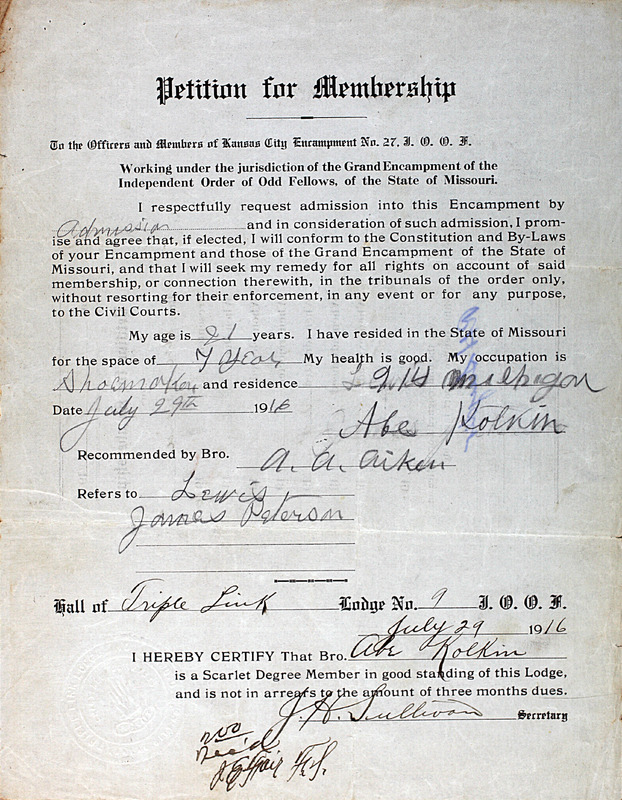 Petition for Membership
To the Officers and Members of Kansas City Encampment No. 27, I. O. O. F.
Working under the jurisdiction of the Grand Encampment of the
Independent Order of Odd Fellows, of the State of Missouri.
I respectfully request admission into this Encampment by
Admission and in consideration of such admission, I prom-
ise and agree that, if elected, I will conform to the Constitution and By-Laws
of your Encampment and those of the Grand Encampment of the State of
Missouri, and that I will seek my remedy for all rights on account of said
membership, or connection therewith, in the tribunals of the order only,
without resorting for their enforcement, in any event or for any purpose,
to the Civil Courts.
My age is 21 years. I have resided in the State of Missouri
for the space of 7 year My health is good. My occupation is
Shoemaker and residence 2914 Michigan
Date July 29th 1916
Abe Kolkin
Recommended by Bro. A. A. Aiken
Refers to Lewis
James Peterson
Hall of Triple Link Lodge No. 9 I. O. O. F.
July 29 1916
I HEREBY CERTIFY That Bro. Abe Kolkin
is a Scarlet Degree Member in good standing of this Lodge,
and is not in arrears to the amount of three months dues.
J. H. Sullivan Secretary
Rec'd
F.S.